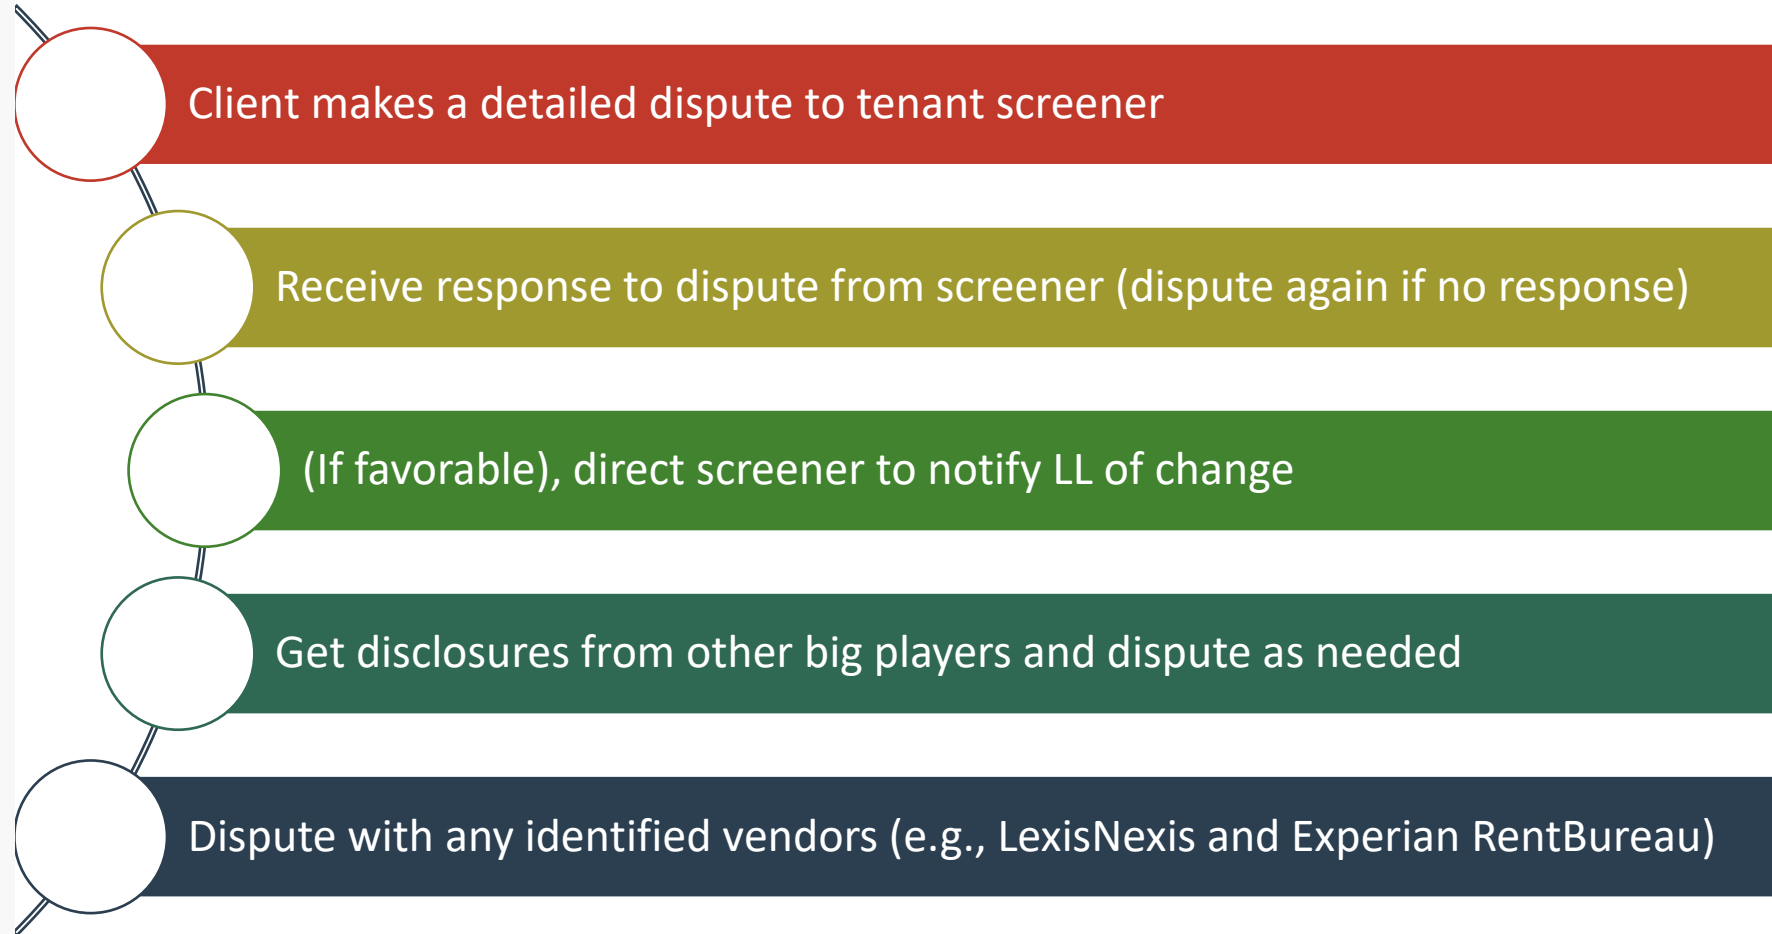 Client makes a detailed dispute to tenant screener
Receive response to dispute from screener (dispute again if no response)
(If favorable), direct screener to notify LL of change
Get disclosures from other big players and dispute as needed
Dispute with any identified vendors (e.g., LexisNexis and Experian RentBureau)